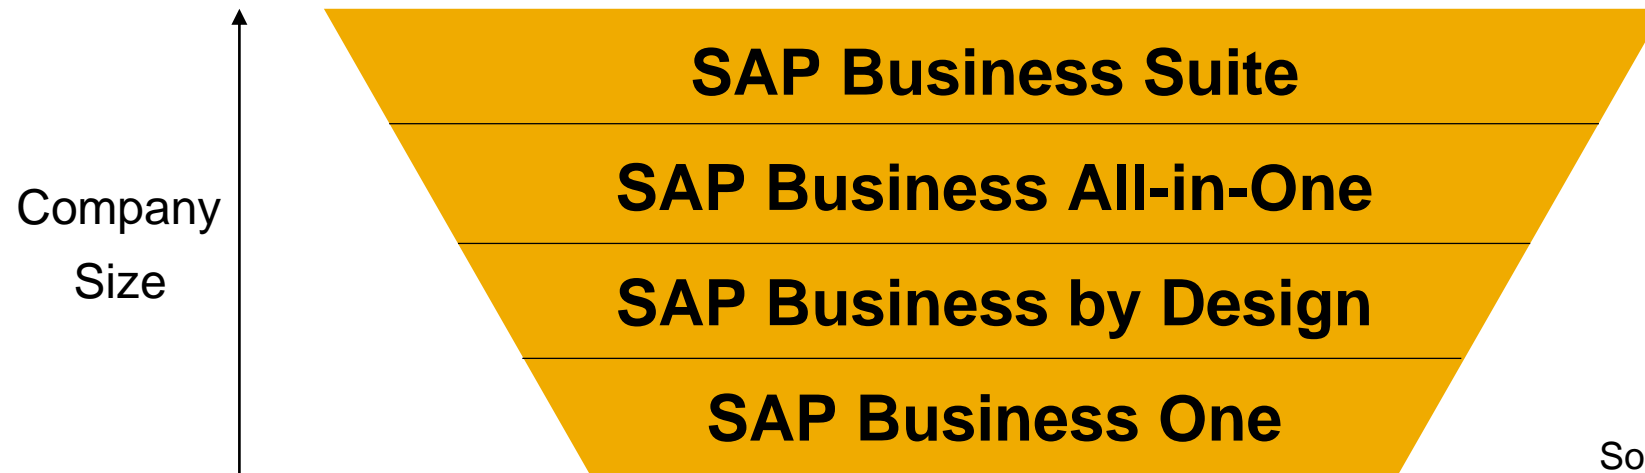 SAP Business Suite
SAP Business All-in-One
Company
Size
SAP Business by Design
SAP Business One
So